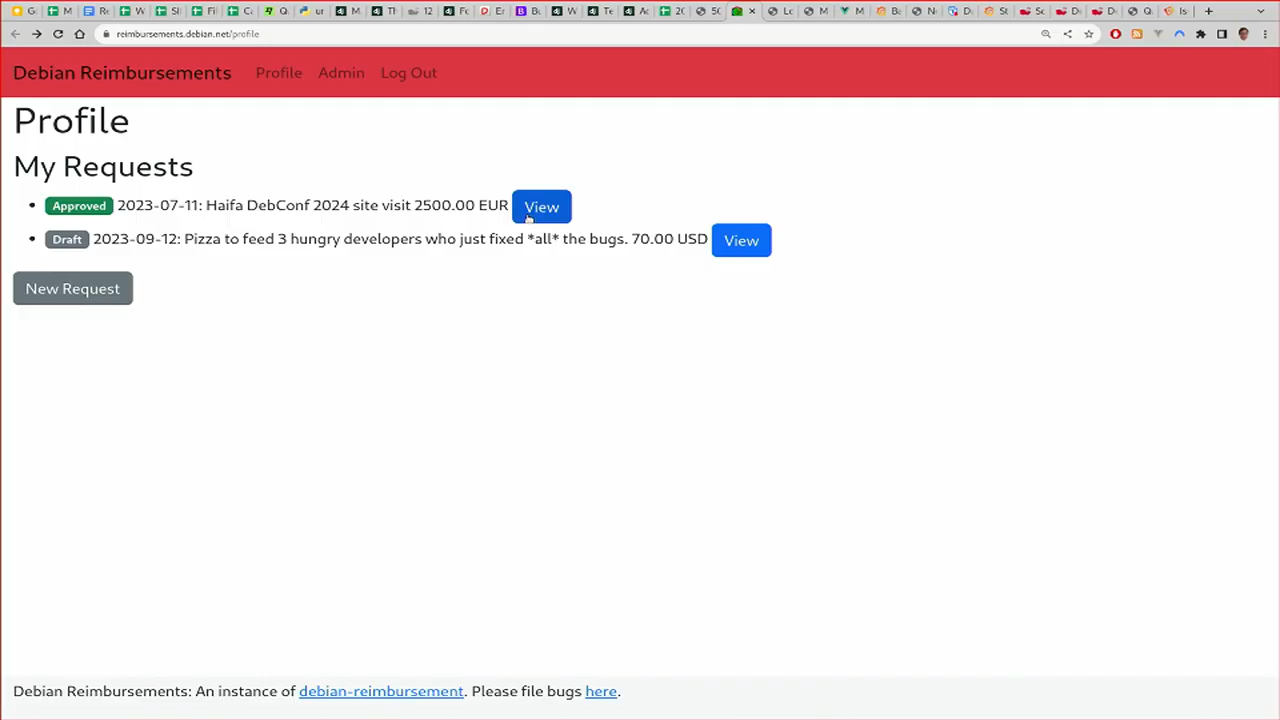 reimbursements.debian.net/profile
Debian Reimbursements Profile Admin Log Out
Profile
My Requests
Approved 2023-07-11: Haifa DebConf 2024 site visit 2500.00 EUR View
Draft 2023-09-12: Pizza to feed 3 hungry developers who just fixed *all* the bugs. 70.00 USD View
New Request
Debian Reimbursements: An instance of debian-reimbursement. Please file bugs here.